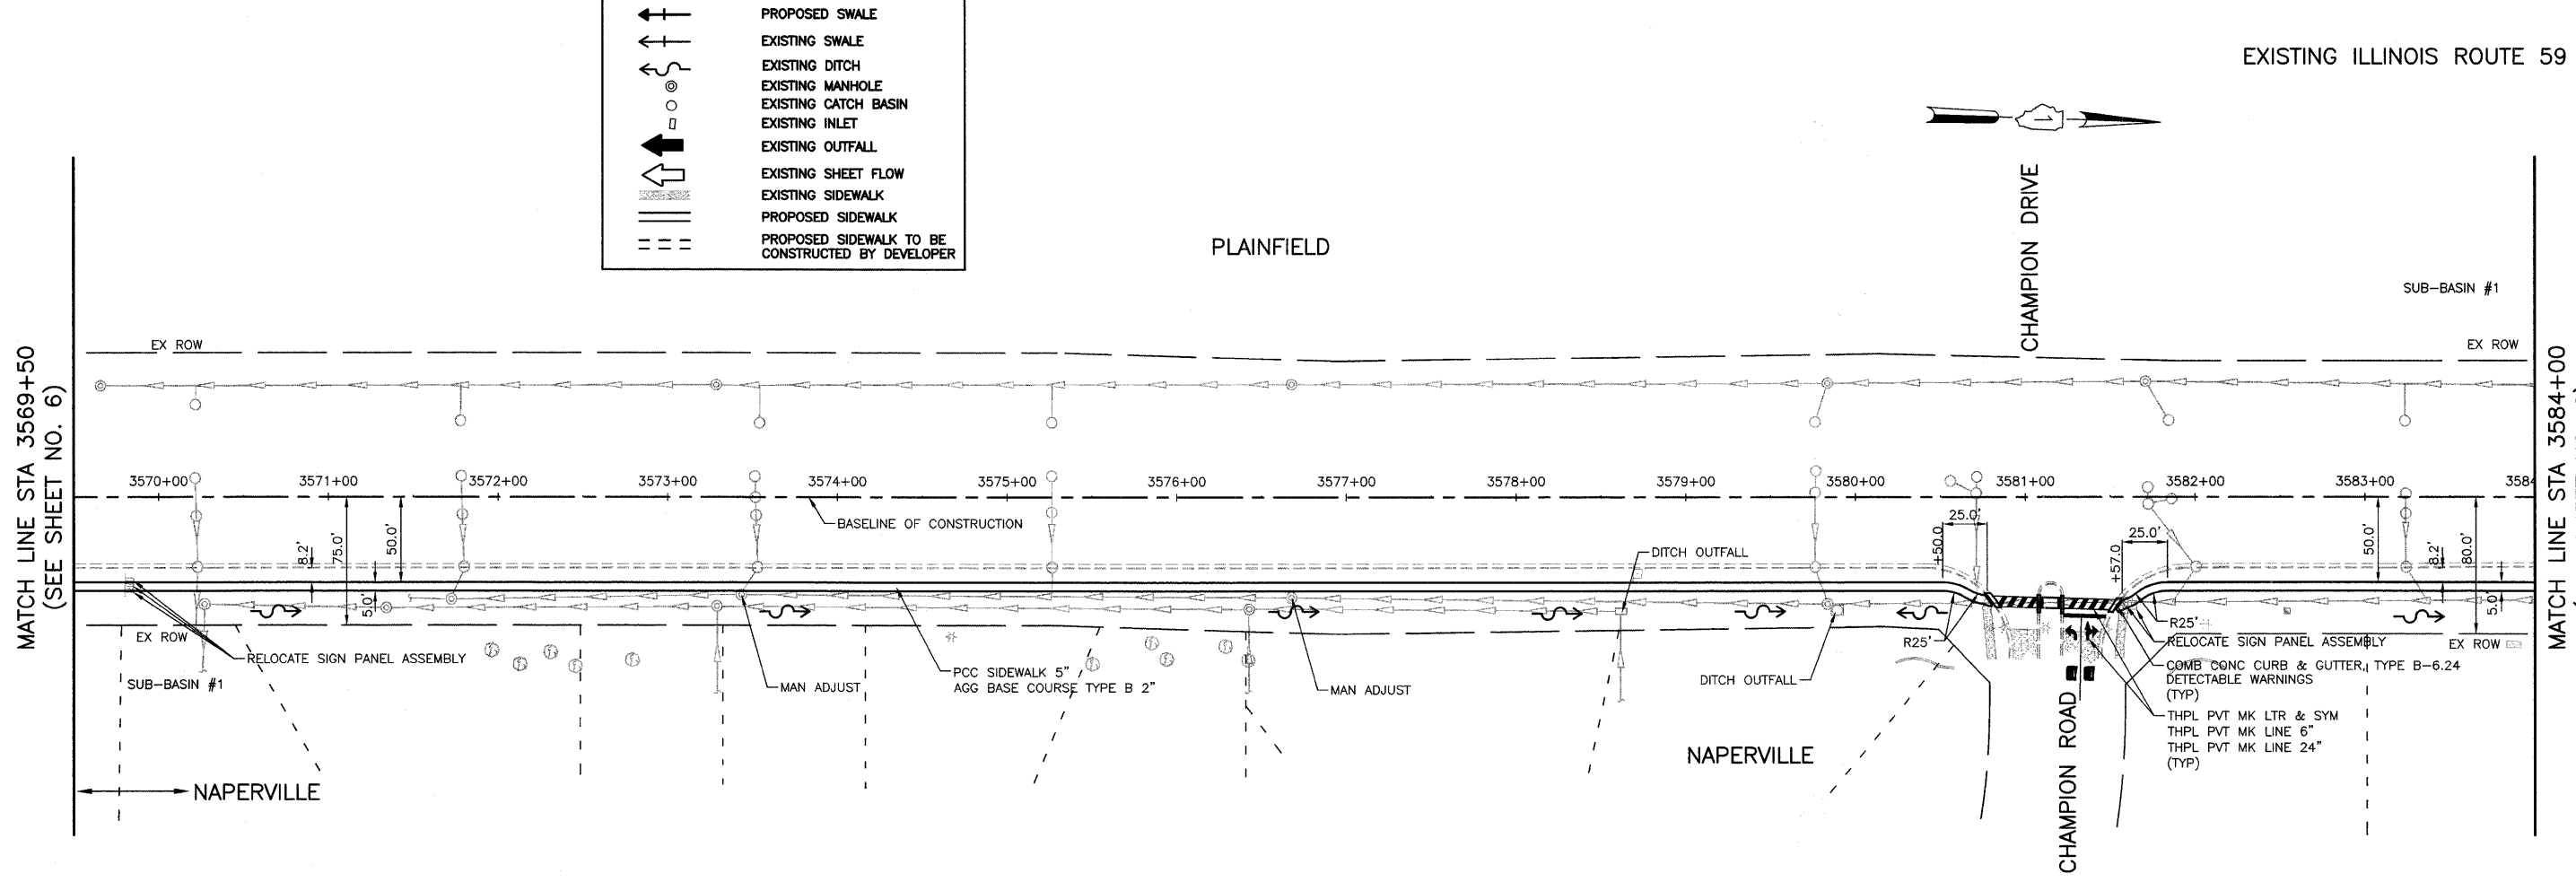 PROPOSED SWALE
EXISTING SWALE
EXISTING DITCH
EXISTING MANHOLE
EXISTING CATCH BASIN
EXISTING INLET
EXISTING OUTFALL
EXISTING SHEET FLOW
EXISTING SIDEWALK
PROPOSED SIDEWALK
PROPOSED SIDEWALK TO BE
CONSTRUCTED BY DEVELOPER
EXISTING ILLINOIS ROUTE 59
PLAINFIELD
CHAMPION DRIVE
SUB-BASIN #1
MATCH LINE STA 3569+50
(SEE SHEET NO. 6)
MATCH LINE STA 3584+00
EX ROW
EX ROW
3570+00
3571+00
3572+00
3573+00
3574+00
3575+00
3576+00
3577+00
3578+00
3579+00
3580+00
3581+00
3582+00
3583+00
3584
BASELINE OF CONSTRUCTION
8.2'
75.0'
50.0'
5.0'
DITCH OUTFALL
+50.0
25.0'
+57.0
25.0'
50.0'
8.2'
80.0'
5.0'
EX ROW
RELOCATE SIGN PANEL ASSEMBLY
SUB-BASIN #1
MAN ADJUST
PCC SIDEWALK 5"
AGG BASE COURSE TYPE B 2"
MAN ADJUST
DITCH OUTFALL
R25'
R25'
RELOCATE SIGN PANEL ASSEMBLY
EX ROW
COMB CONC CURB & GUTTER, TYPE B-6.24
DETECTABLE WARNINGS
(TYP)
THPL PVT MK LTR & SYM
THPL PVT MK LINE 6"
THPL PVT MK LINE 24"
(TYP)
NAPERVILLE
NAPERVILLE
CHAMPION ROAD